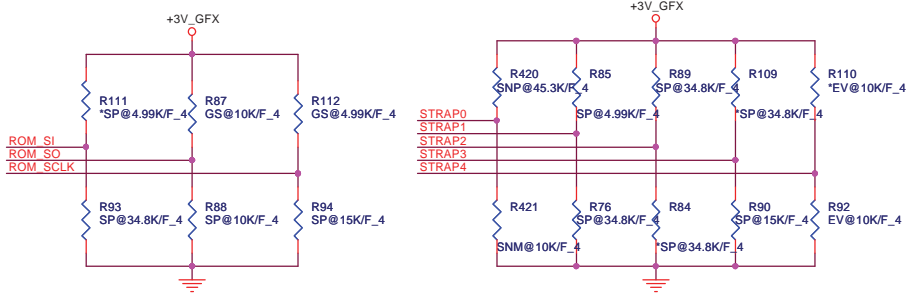 +3V_GFX
R111
*SP@4.99K/F_4
R87
GS@10K/F_4
R112
GS@4.99K/F_4
ROM_SI
ROM_SO
ROM_SCLK
R93
SP@34.8K/F_4
R88
SP@10K/F_4
R94
SP@15K/F_4
+3V_GFX
R420
SNP@45.3K/F_4
R85
SP@4.99K/F_4
R89
SP@34.8K/F_4
R109
*SP@34.8K/F_4
R110
*EV@10K/F_4
STRAP0
STRAP1
STRAP2
STRAP3
STRAP4
R421
SNM@10K/F_4
R76
SP@34.8K/F_4
R84
*SP@34.8K/F_4
R90
SP@15K/F_4
R92
EV@10K/F_4